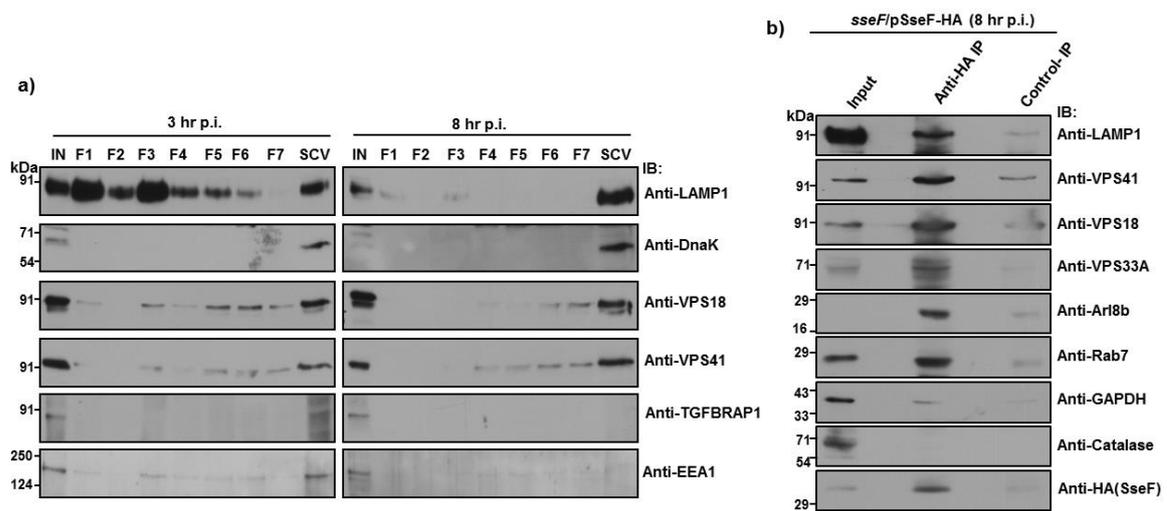 a)
3 hr p.i. 8 hr p.i.
IN F1 F2 F3 F4 F5 F6 F7 SCV IN F1 F2 F3 F4 F5 F6 F7 SCV
kDa IB:
91 Anti-LAMP1
71
54 Anti-DnaK
91 Anti-VPS18
91 Anti-VPS41
91 Anti-TGFBRAP1
250
124 Anti-EEA1
b)
sseF/pSseF-HA (8 hr p.i.)
Input Anti-HA IP Control- IP
kDa IB:
91 Anti-LAMP1
91 Anti-VPS41
91 Anti-VPS18
71 Anti-VPS33A
29
16 Anti-Arl8b
29 Anti-Rab7
43
33 Anti-GAPDH
71
54 Anti-Catalase
29 Anti-HA(SseF)